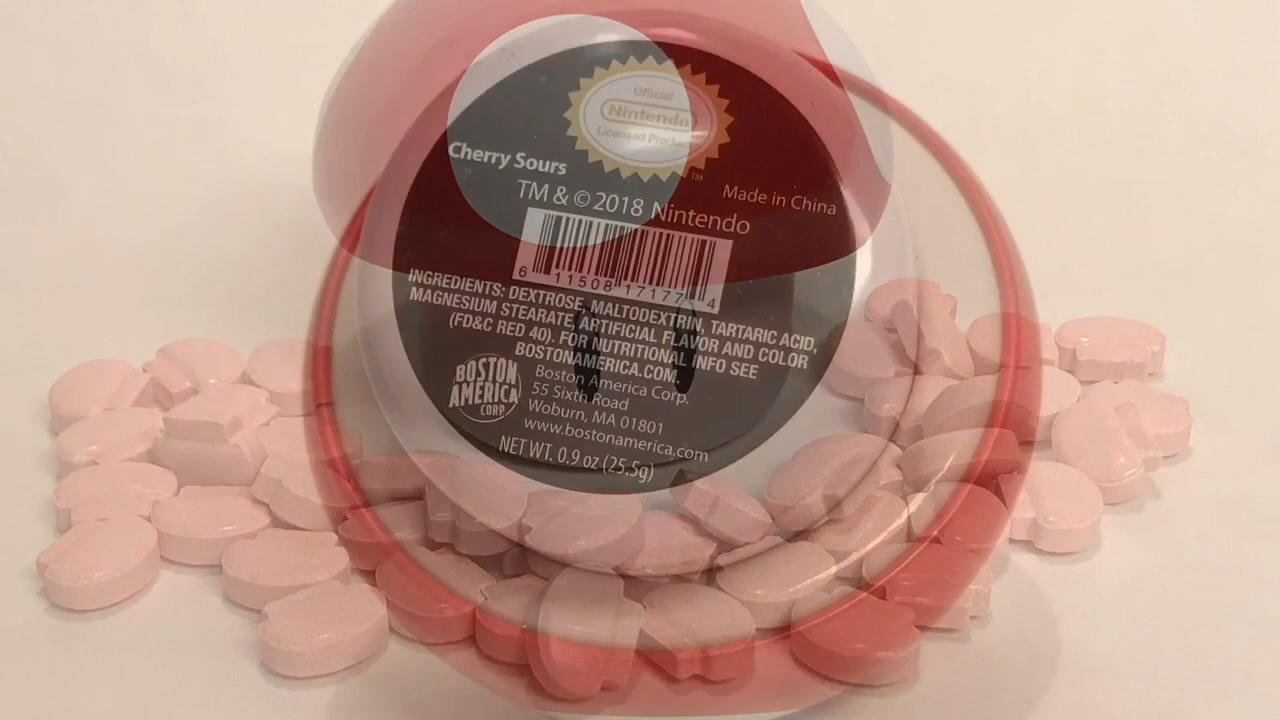 Official
Nintendo
Licensed Product
TM
Cherry Sours
Made in China
TM & © 2018 Nintendo
6 11508 17177 4
INGREDIENTS: DEXTROSE, MALTODEXTRIN, TARTARIC ACID,
MAGNESIUM STEARATE, ARTIFICIAL FLAVOR AND COLOR
(FD&C RED 40). FOR NUTRITIONAL INFO SEE
BOSTONAMERICA.COM.
BOSTON
AMERICA
CORP.
Boston America Corp.
55 Sixth Road
Woburn, MA 01801
www.bostonamerica.com
NET WT. 0.9 oz (25.5g)